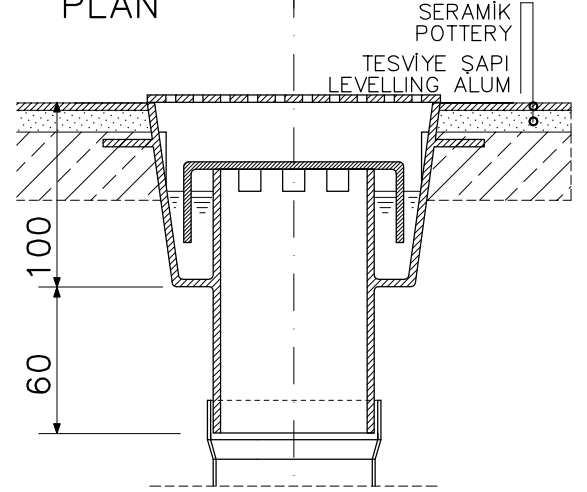 PLAN
SERAMİK
POTTERY
TESVİYE ŞAPI
LEVELLING ALUM
100
60